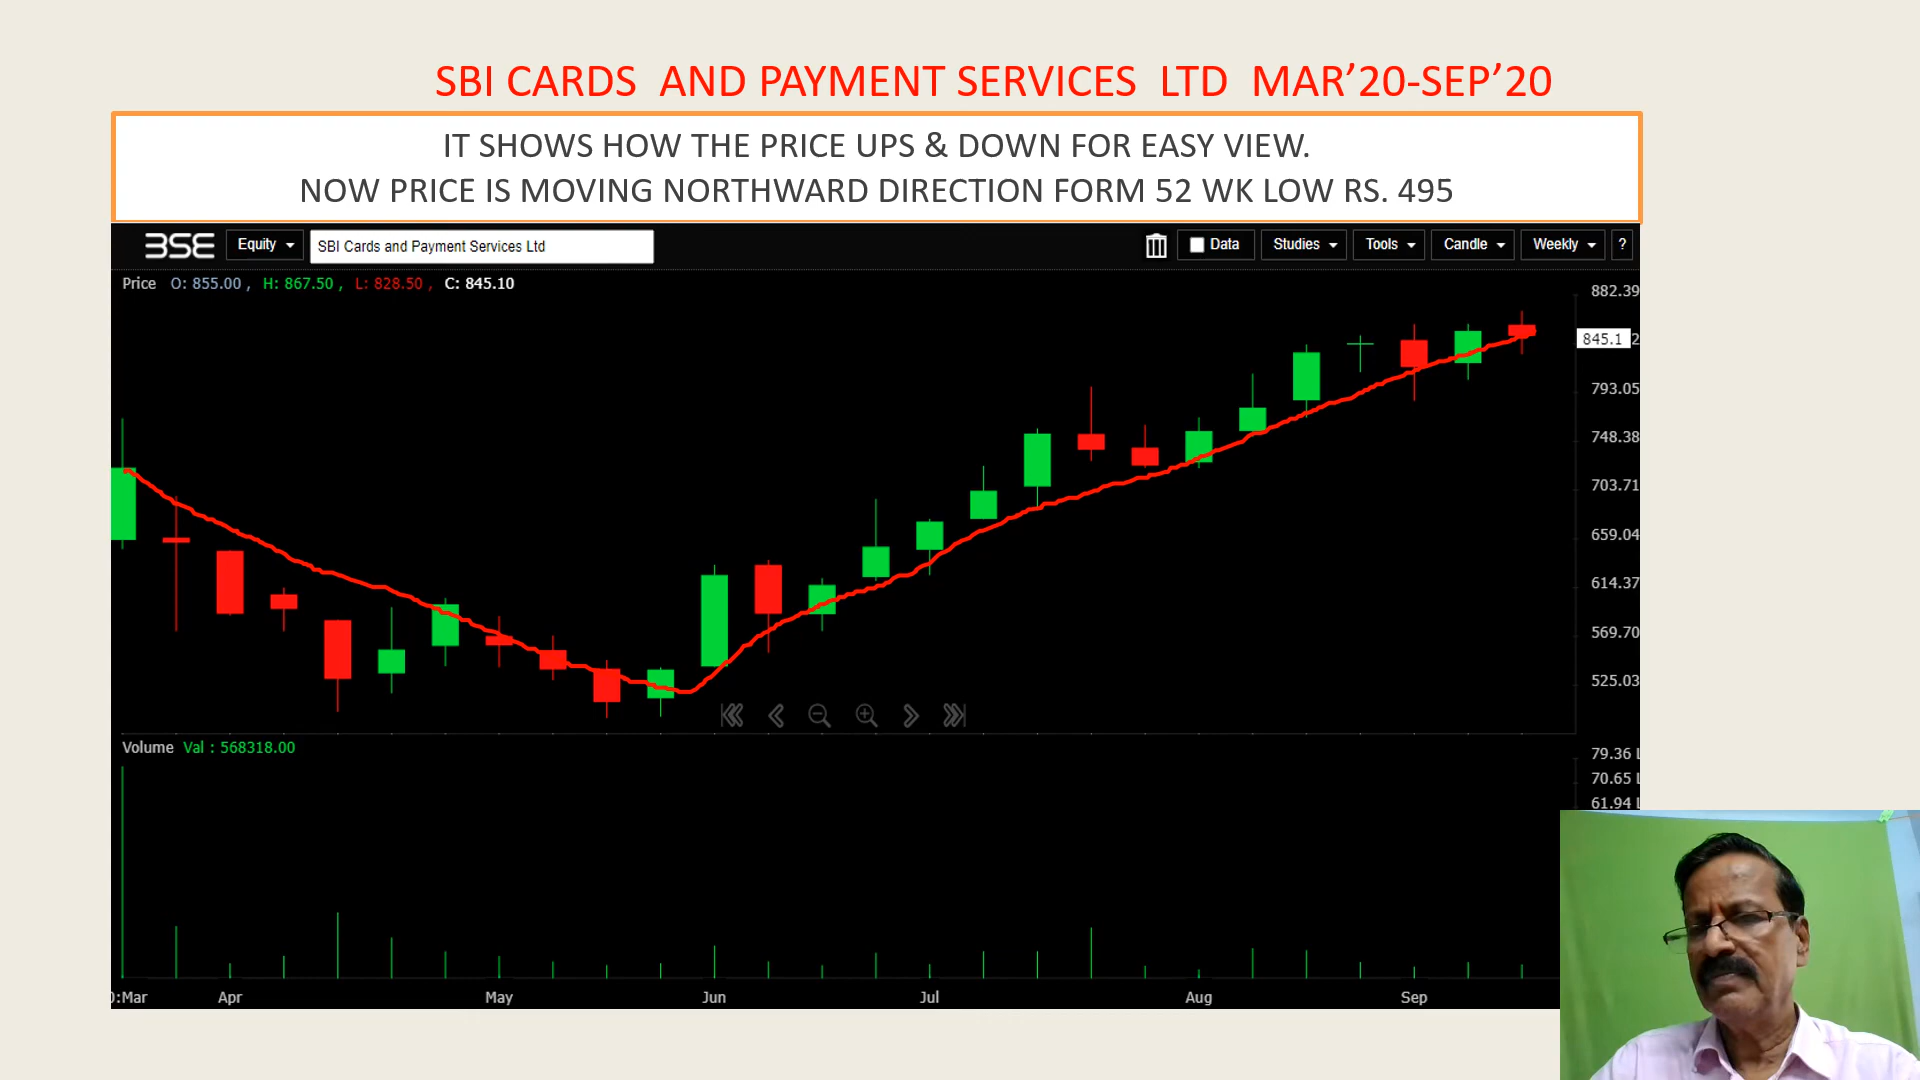 SBI CARDS AND PAYMENT SERVICES LTD MAR’20-SEP’20
IT SHOWS HOW THE PRICE UPS & DOWN FOR EASY VIEW.
NOW PRICE IS MOVING NORTHWARD DIRECTION FORM 52 WK LOW RS. 495
BSE Equity SBI Cards and Payment Services Ltd Data Studies Tools Candle Weekly ?
Price O: 855.00 , H: 867.50 , L: 828.50 , C: 845.10
882.39
845.1 2
793.05
748.38
703.71
659.04
614.37
569.70
525.03
Volume Val : 568318.00
79.36 L
70.65 L
61.94 L
:Mar Apr May Jun Jul Aug Sep